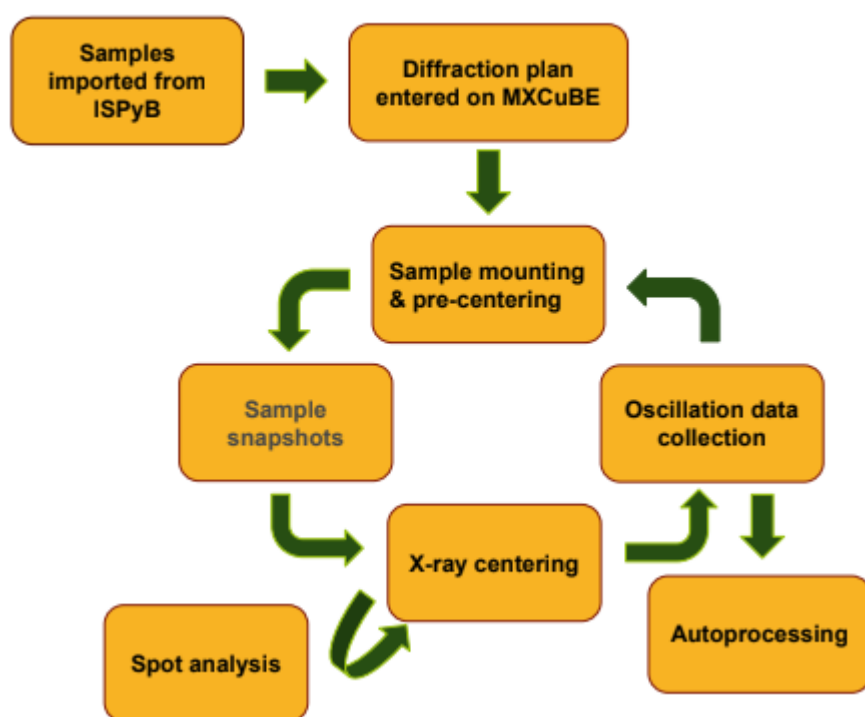 Samples
imported from
ISPyB
Diffraction plan
entered on MXCuBE
Sample mounting
& pre-centering
Sample
snapshots
Oscillation data
collection
X-ray centering
Spot analysis
Autoprocessing